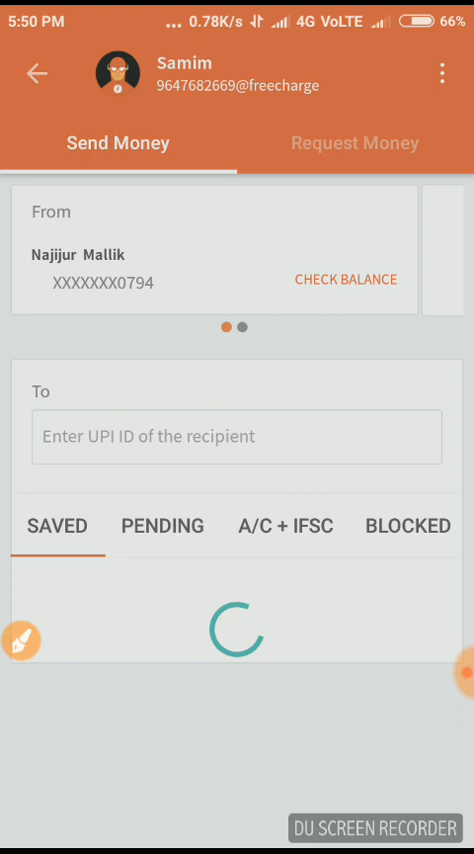 5:50 PM ... 0.78K/s 4G VoLTE 66%
Samim
9647682669@freecharge
Send Money Request Money
From
Najijur Mallik
XXXXXXX0794 CHECK BALANCE
To
Enter UPI ID of the recipient
SAVED PENDING A/C + IFSC BLOCKED
DU SCREEN RECORDER